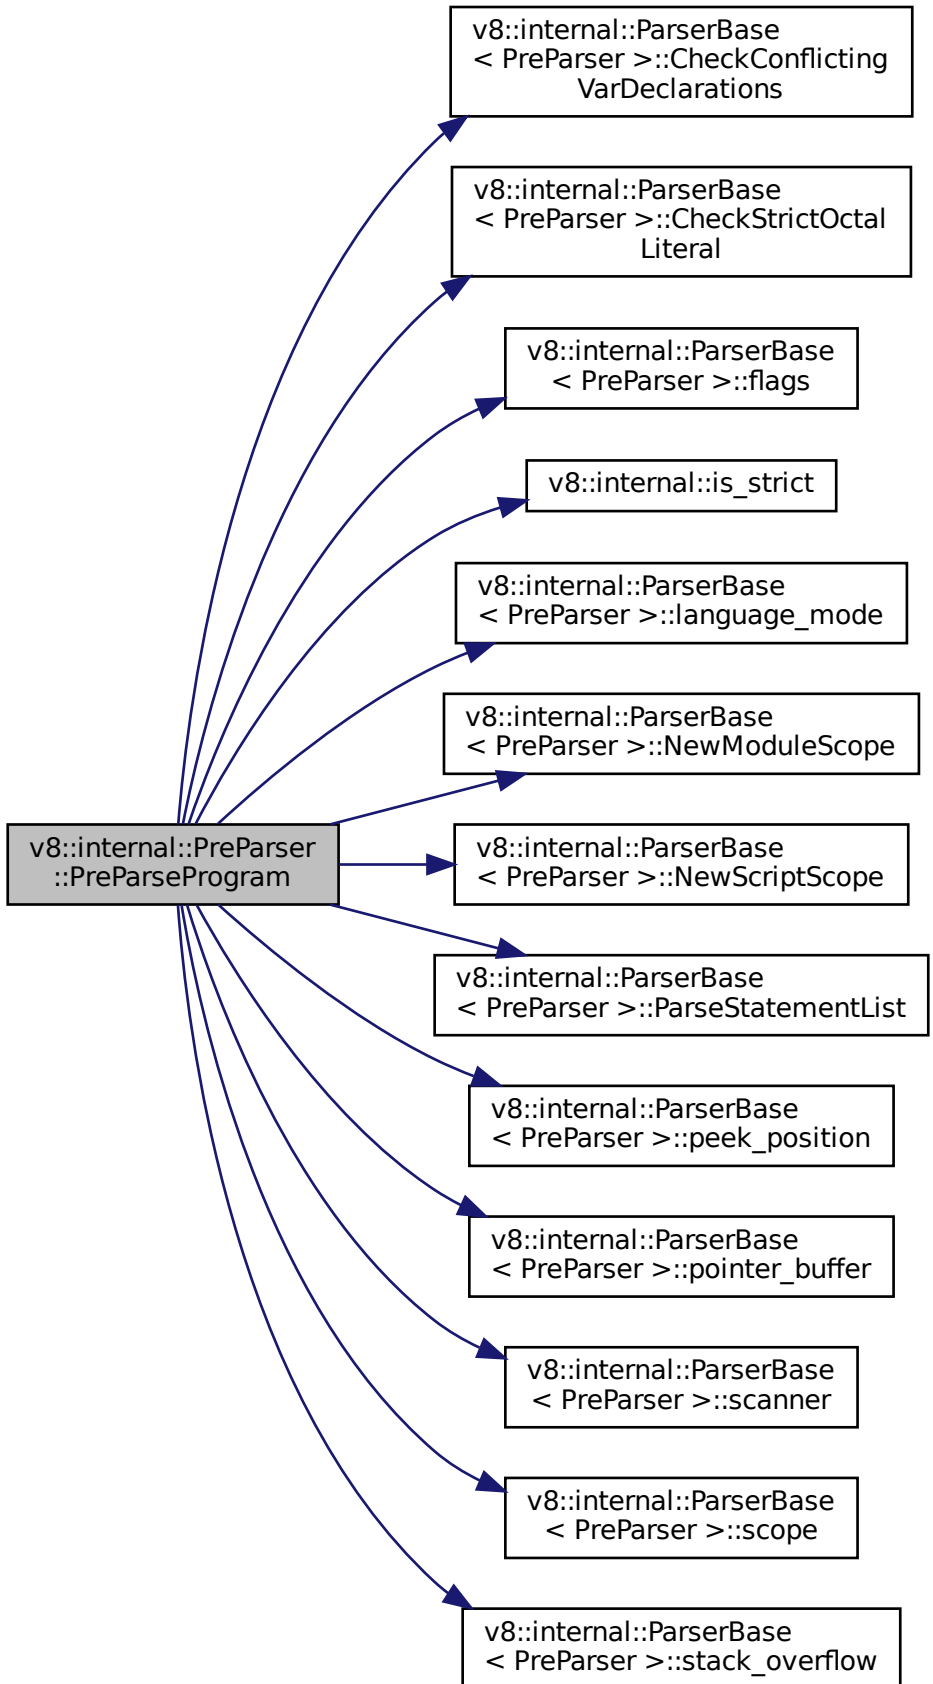 v8::internal::ParserBase
< PreParser >::CheckConflicting
VarDeclarations
v8::internal::ParserBase
< PreParser >::CheckStrictOctal
Literal
v8::internal::ParserBase
< PreParser >::flags
v8::internal::is_strict
v8::internal::ParserBase
< PreParser >::language_mode
v8::internal::ParserBase
< PreParser >::NewModuleScope
v8::internal::PreParser
::PreParseProgram
v8::internal::ParserBase
< PreParser >::NewScriptScope
v8::internal::ParserBase
< PreParser >::ParseStatementList
v8::internal::ParserBase
< PreParser >::peek_position
v8::internal::ParserBase
< PreParser >::pointer_buffer
v8::internal::ParserBase
< PreParser >::scanner
v8::internal::ParserBase
< PreParser >::scope
v8::internal::ParserBase
< PreParser >::stack_overflow